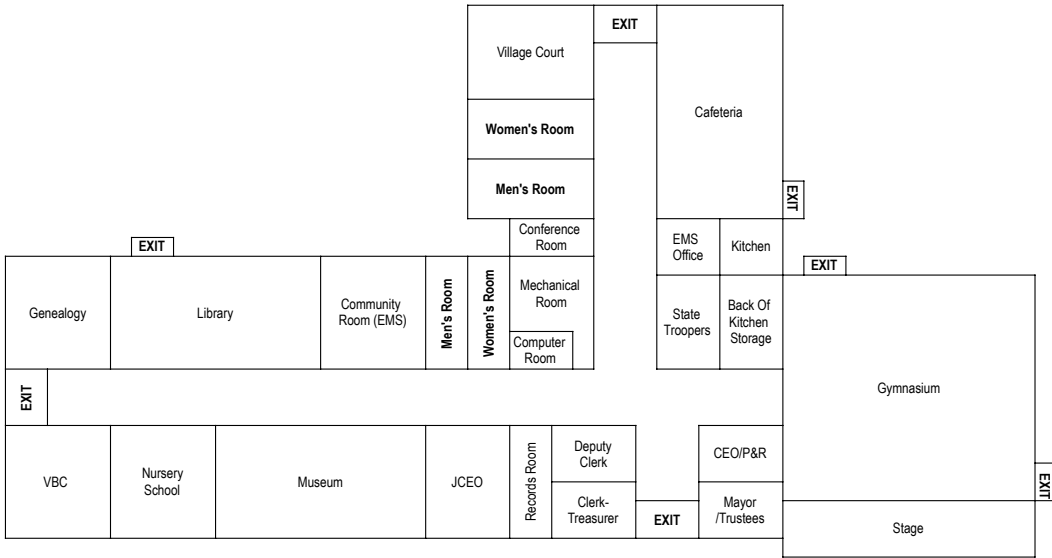 EXIT
Village Court
Cafeteria
Women's Room
Men's Room
EXIT
Conference
Room
EMS
Office
Kitchen
EXIT
EXIT
Genealogy
Library
Community
Room (EMS)
Men's Room
Women's Room
Mechanical
Room
Computer
Room
State
Troopers
Back Of
Kitchen
Storage
Gymnasium
EXIT
VBC
Nursery
School
Museum
JCEO
Records Room
Deputy
Clerk
Clerk-
Treasurer
EXIT
CEO/P&R
Mayor
/Trustees
EXIT
Stage